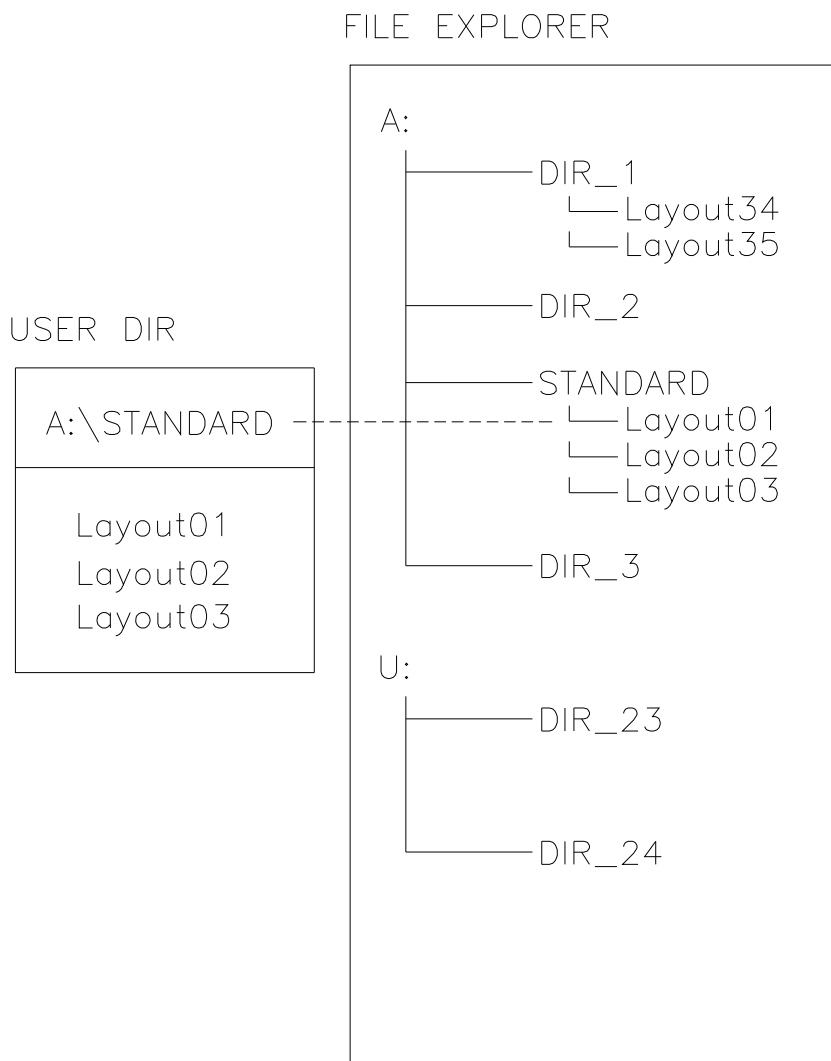 FILE EXPLORER
A:
DIR_1
Layout34
Layout35
DIR_2
STANDARD
Layout01
Layout02
Layout03
DIR_3
U:
DIR_23
DIR_24
USER DIR
A:\STANDARD
Layout01
Layout02
Layout03